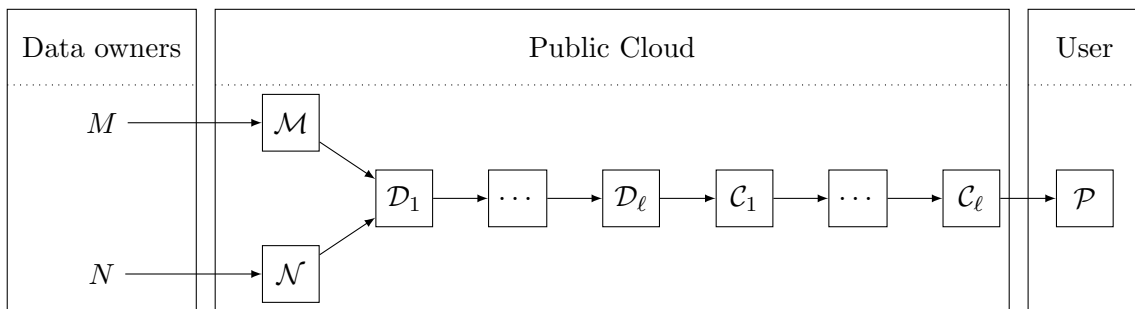 Data owners
Public Cloud
User
M
ℳ
𝒟₁
⋯
𝒟ℓ
𝒞₁
⋯
𝒞ℓ
𝒫
N
𝒩